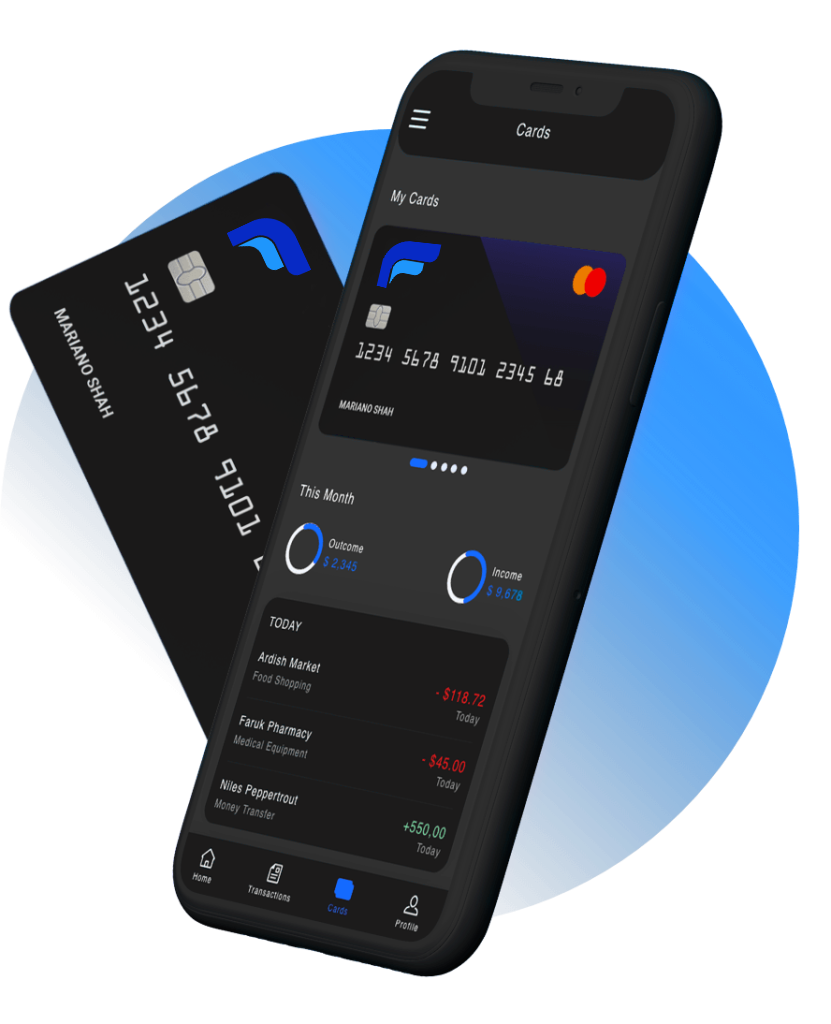 Cards
My Cards
1234 5678 9101 2345 68
MARIANO SHAH
This Month
Outcome
$ 2,345
Income
$ 9.678
TODAY
Ardish Market
Food Shopping
- $118.72
Today
Faruk Pharmacy
Medical Equipment
- $45.00
Today
Niles Peppertrout
Money Transfer
+550,00
Today
Home
Transactions
Cards
Profile
1234 5678 9101
MARIANO SHAH